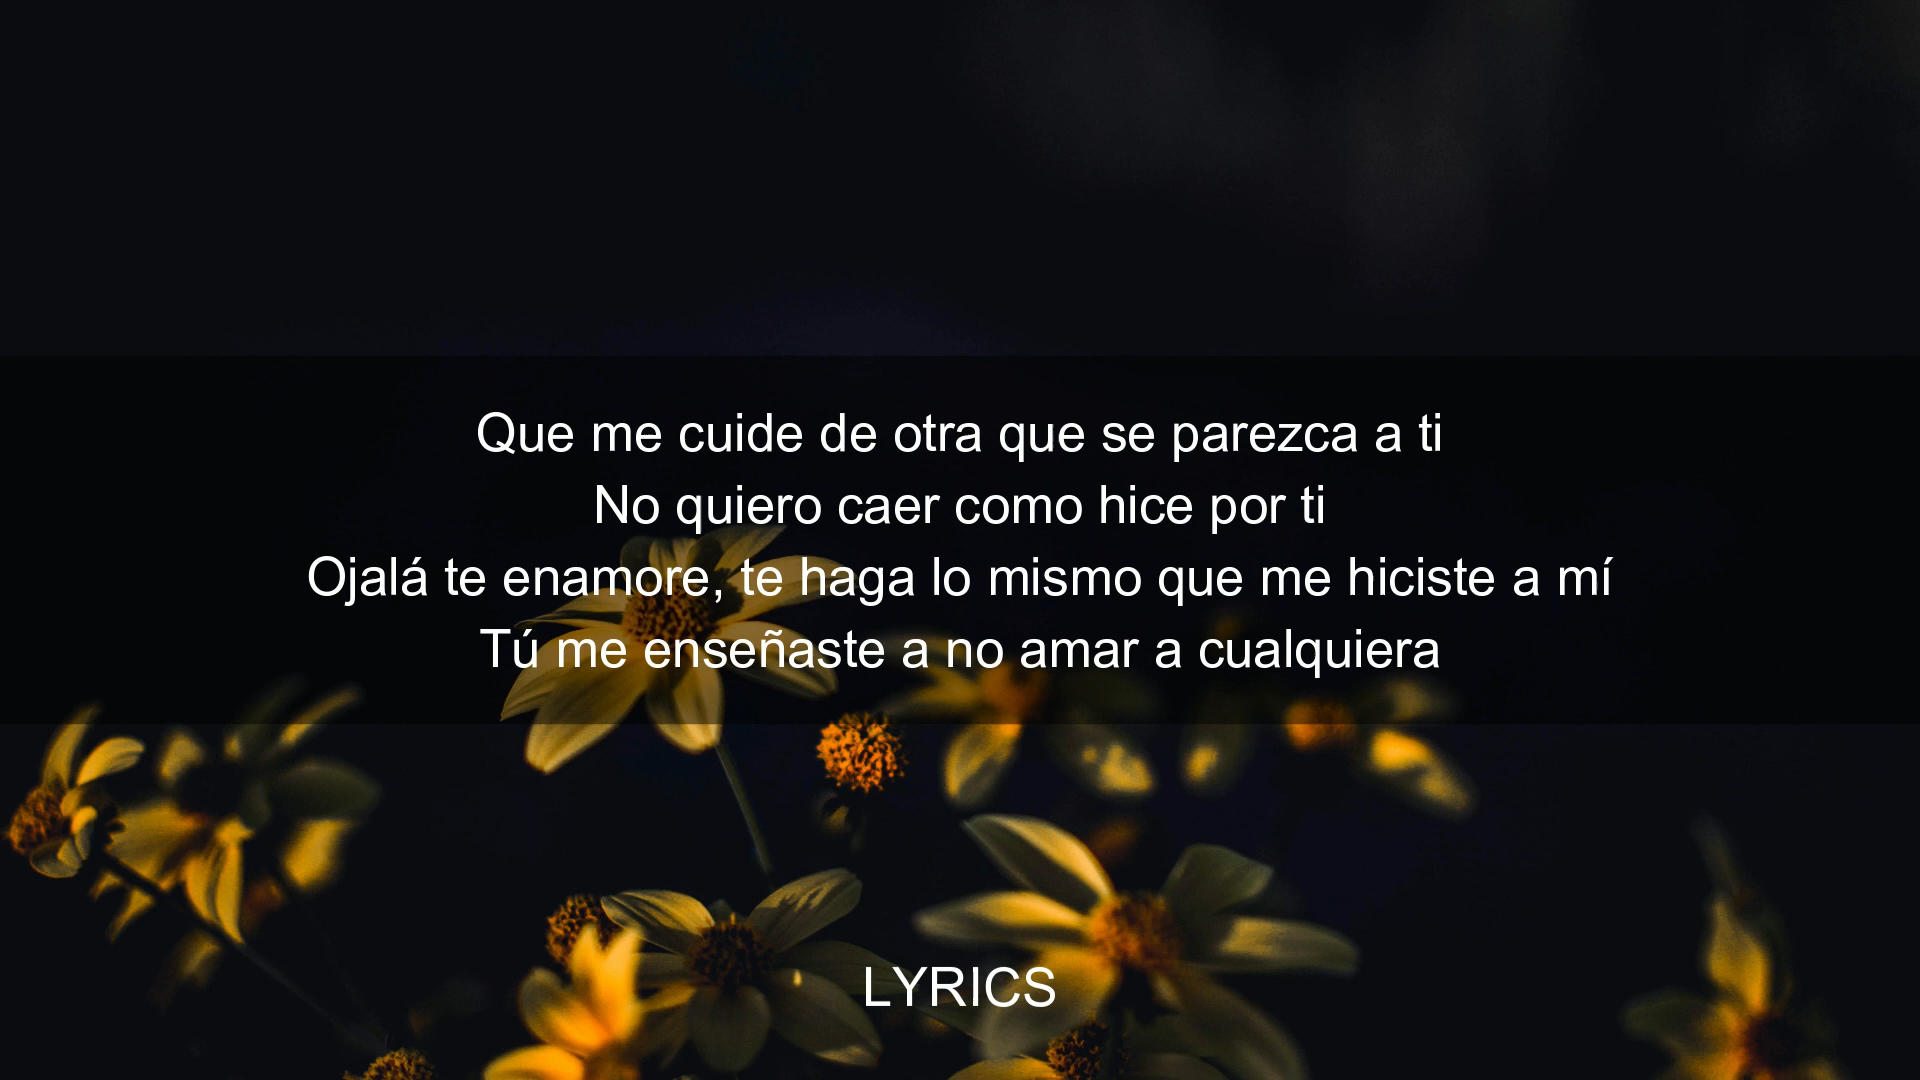 Que me cuide de otra que se parezca a ti
No quiero caer como hice por ti
Ojalá te enamore, te haga lo mismo que me hiciste a mí
Tú me enseñaste a no amar a cualquiera
LYRICS